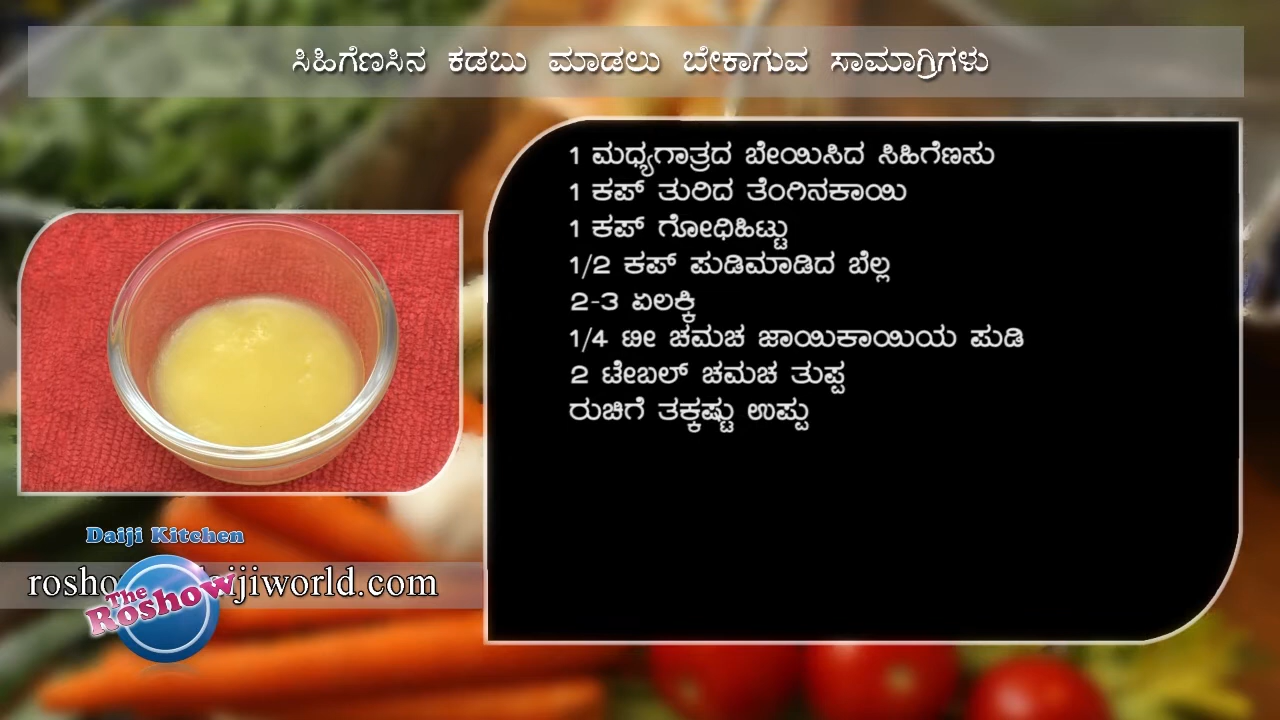 ಸಿಹಿಗೆಣಸಿನ ಕಡಬು ಮಾಡಲು ಬೇಕಾಗುವ ಸಾಮಾಗ್ರಿಗಳು
1 ಮಧ್ಯಗಾತ್ರದ ಬೇಯಿಸಿದ ಸಿಹಿಗೆಣಸು
1 ಕಪ್ ತುರಿದ ತೆಂಗಿನಕಾಯಿ
1 ಕಪ್ ಗೋಧಿಹಿಟ್ಟು
1/2 ಕಪ್ ಪುಡಿಮಾಡಿದ ಬೆಲ್ಲ
2-3 ಏಲಕ್ಕಿ
1/4 ಟೀ ಚಮಚ ಜಾಯಿಕಾಯಿಯ ಪುಡಿ
2 ಟೇಬಲ್ ಚಮಚ ತುಪ್ಪ
ರುಚಿಗೆ ತಕ್ಕಷ್ಟು ಉಪ್ಪು
Daiji Kitchen
The
Roshow